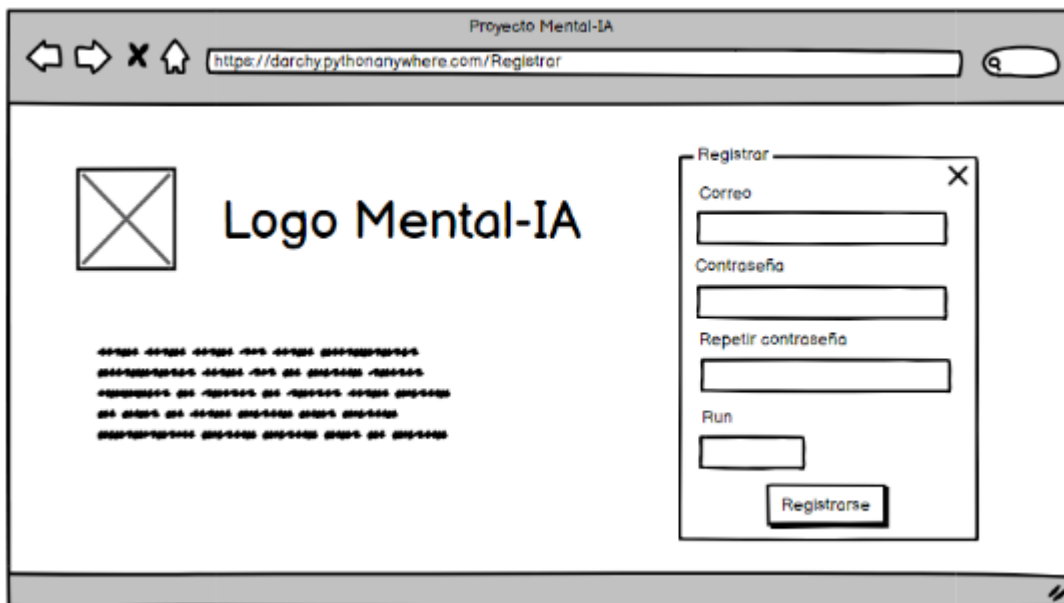 Proyecto Mental-IA
https://darchy.pythonanywhere.com/Registrar
Logo Mental-IA
Registrar
Correo
Contraseña
Repetir contraseña
Run
Registrarse